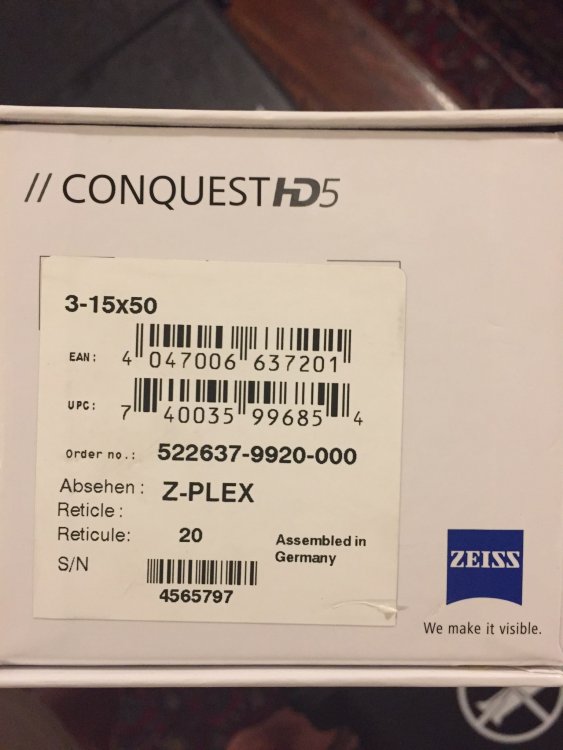 // CONQUEST HD5
3-15x50
EAN: 4 047006 637201
UPC: 7 40035 99685 4
Order no.: 522637-9920-000
Absehen: Z-PLEX
Reticle:
Reticule: 20
Assembled in
Germany
S/N
4565797
ZEISS
We make it visible.